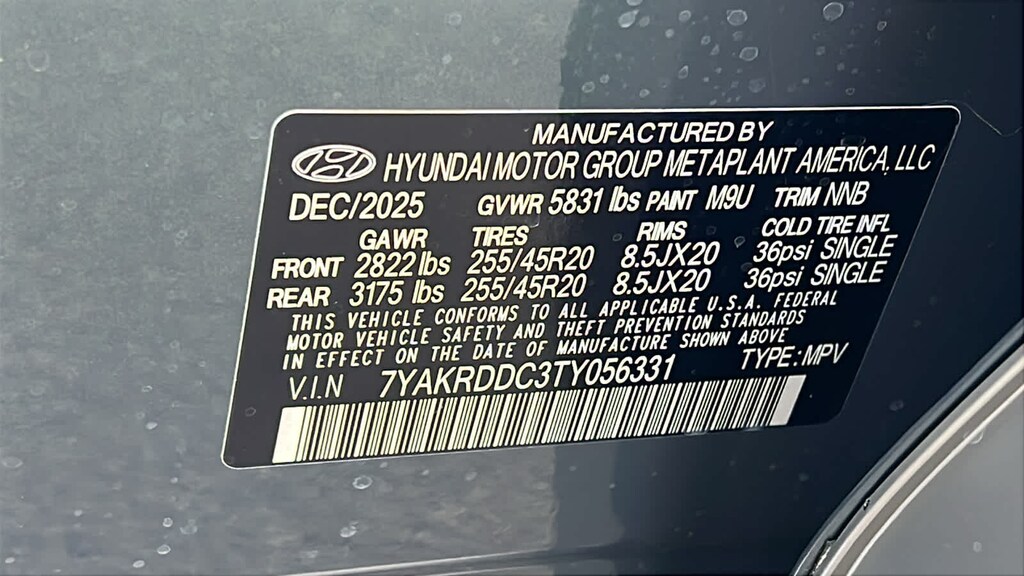 MANUFACTURED BY
HYUNDAI MOTOR GROUP METAPLANT AMERICA, LLC
DEC/2025 GVWR 5831 lbs PAINT M9U TRIM NNB
GAWR TIRES RIMS COLD TIRE INFL
FRONT 2822 lbs 255/45R20 8.5JX20 36psi SINGLE
REAR 3175 lbs 255/45R20 8.5JX20 36psi SINGLE
THIS VEHICLE CONFORMS TO ALL APPLICABLE U.S.A. FEDERAL
MOTOR VEHICLE SAFETY AND THEFT PREVENTION STANDARDS
IN EFFECT ON THE DATE OF MANUFACTURE SHOWN ABOVE
V.I.N 7YAKRDDC3TY056331 TYPE:MPV